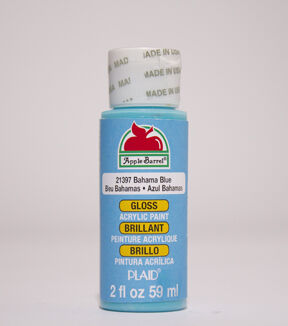 MADE IN USA
MADE IN USA
MADE IN USA
Apple Barrel®
21397 Bahama Blue
Bleu Bahamas • Azul Bahamas
GLOSS
ACRYLIC PAINT
BRILLANT
PEINTURE ACRYLIQUE
BRILLO
PINTURA ACRÍLICA
PLAID®
2 fl oz 59 ml